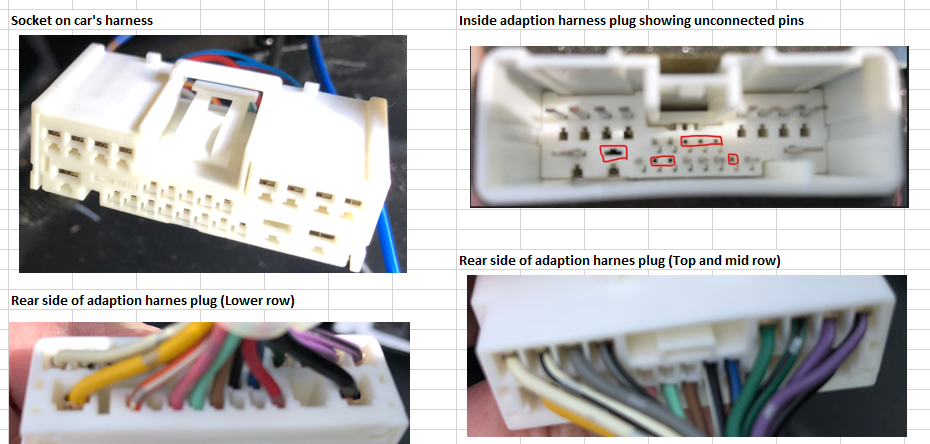 Socket on car's harness
Inside adaption harness plug showing unconnected pins
Rear side of adaption harnes plug (Top and mid row)
Rear side of adaption harnes plug (Lower row)